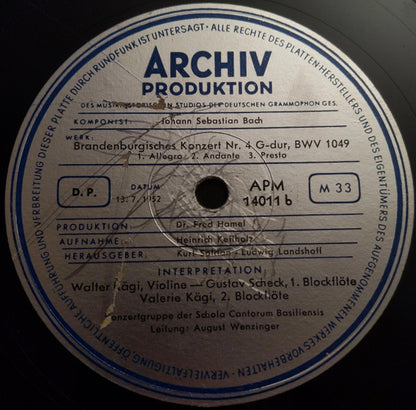 VERVIELFÄLTIGUNG, ÖFFENTLICHE AUFFÜHRUNG UND VERBREITUNG DIESER PLATTE DURCH RUNDFUNK IST UNTERSAGT · ALLE RECHTE DES PLATTEN-HERSTELLERS UND DES EIGENTÜMERS DES AUFGENOMMENEN WERKES VORBEHALTEN ·
ARCHIV
PRODUKTION
DES MUSIKHISTORISCHEN STUDIOS DER DEUTSCHEN GRAMMOPHON GES.
KOMPONIST: Johann Sebastian Bach
WERK:
Brandenburgisches Konzert Nr. 4 G-dur, BWV 1049
1. Allegro 2. Andante 3. Presto
D. P.
DATUM
13. 7. 1952
APM
14011 b
M 33
PRODUKTION: Dr. Fred Hamel
AUFNAHME: Heinrich Keilholz
HERAUSGEBER: Kurt Soldan - Ludwig Landshoff
INTERPRETATION:
Walter Kägi, Violine — Gustav Scheck, 1. Blockflöte
Valerie Kägi, 2. Blockflöte
Konzertgruppe der Schola Cantorum Basiliensis
Leitung: August Wenzinger